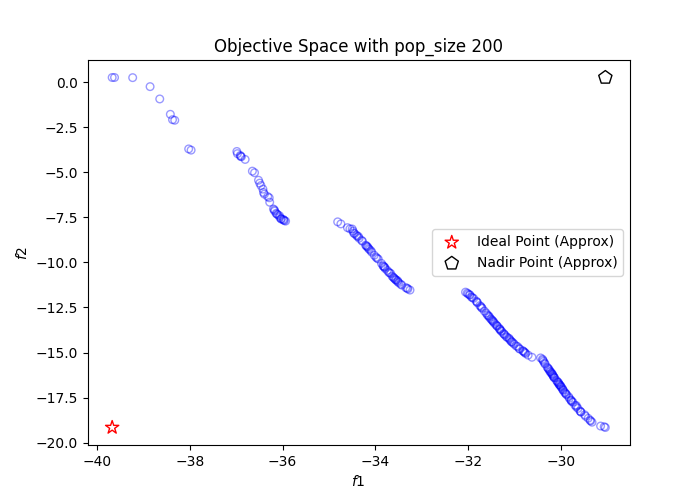 Objective Space with pop_size 200
0.0
−2.5
−5.0
−7.5
−10.0
−12.5
−15.0
−17.5
−20.0
f2
Ideal Point (Approx)
Nadir Point (Approx)
−40 −38 −36 −34 −32 −30
f1